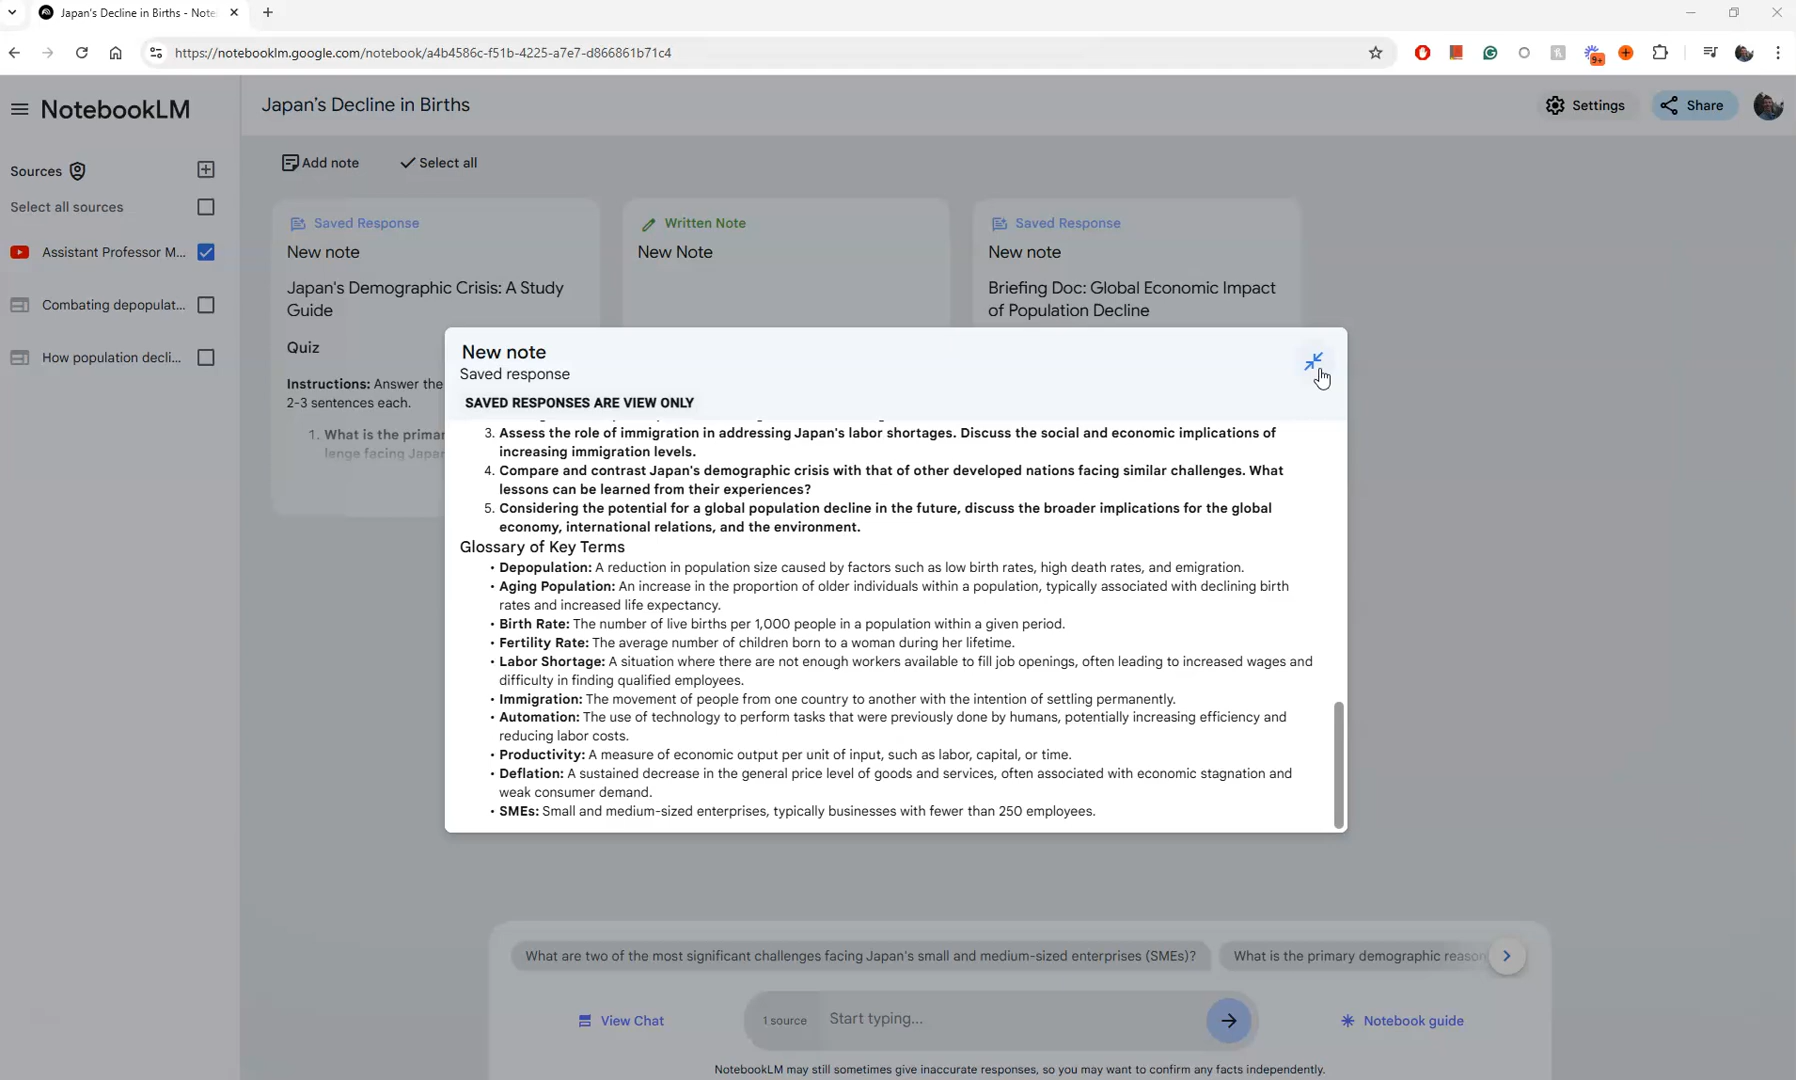 Japan's Decline in Births - Note
https://notebooklm.google.com/notebook/a4b4586c-f51b-4225-a7e7-d866861b71c4
9+
NotebookLM
Japan's Decline in Births
Settings
Share
Sources
Add note
Select all
Select all sources
Assistant Professor M...
Combating depopulat...
How population decli...
Saved Response
New note
Japan's Demographic Crisis: A Study
Guide
Quiz
Instructions: Answer the
2-3 sentences each.
1. What is the primar
lenge facing Japan
Written Note
New Note
Saved Response
New note
Briefing Doc: Global Economic Impact
of Population Decline
New note
Saved response
SAVED RESPONSES ARE VIEW ONLY
3. Assess the role of immigration in addressing Japan's labor shortages. Discuss the social and economic implications of
increasing immigration levels.
4. Compare and contrast Japan's demographic crisis with that of other developed nations facing similar challenges. What
lessons can be learned from their experiences?
5. Considering the potential for a global population decline in the future, discuss the broader implications for the global
economy, international relations, and the environment.
Glossary of Key Terms
• Depopulation: A reduction in population size caused by factors such as low birth rates, high death rates, and emigration.
• Aging Population: An increase in the proportion of older individuals within a population, typically associated with declining birth
rates and increased life expectancy.
• Birth Rate: The number of live births per 1,000 people in a population within a given period.
• Fertility Rate: The average number of children born to a woman during her lifetime.
• Labor Shortage: A situation where there are not enough workers available to fill job openings, often leading to increased wages and
difficulty in finding qualified employees.
• Immigration: The movement of people from one country to another with the intention of settling permanently.
• Automation: The use of technology to perform tasks that were previously done by humans, potentially increasing efficiency and
reducing labor costs.
• Productivity: A measure of economic output per unit of input, such as labor, capital, or time.
• Deflation: A sustained decrease in the general price level of goods and services, often associated with economic stagnation and
weak consumer demand.
• SMEs: Small and medium-sized enterprises, typically businesses with fewer than 250 employees.
What are two of the most significant challenges facing Japan's small and medium-sized enterprises (SMEs)?
What is the primary demographic reason
View Chat
1 source
Start typing...
Notebook guide
NotebookLM may still sometimes give inaccurate responses, so you may want to confirm any facts independently.